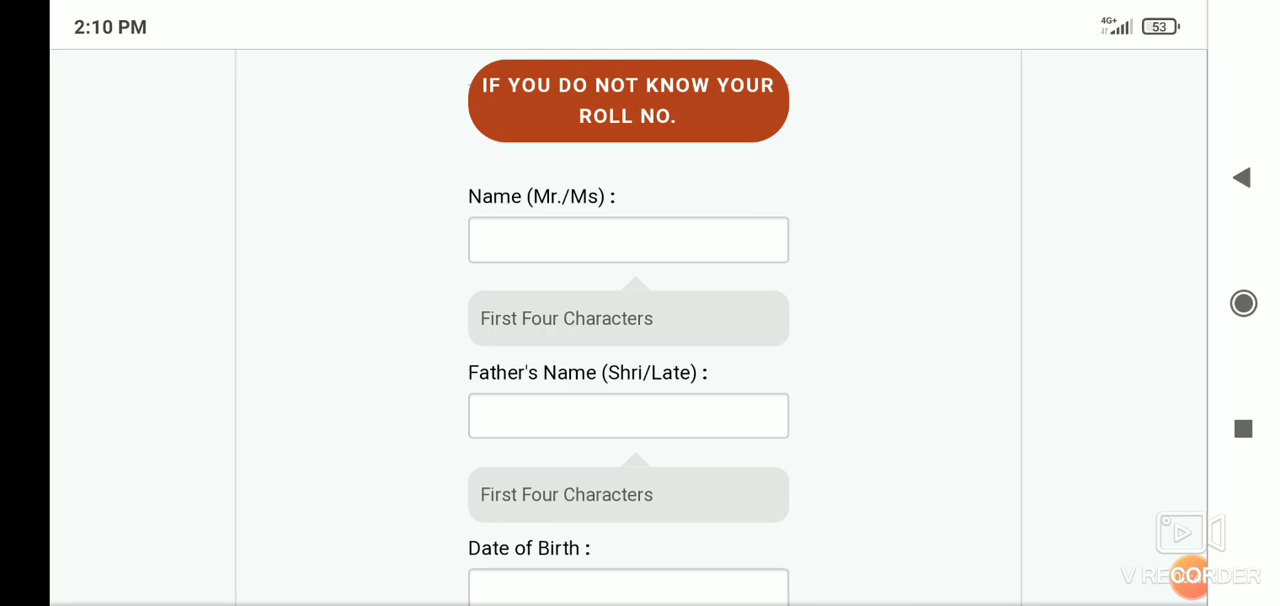 2:10 PM
4G+
53
IF YOU DO NOT KNOW YOUR
ROLL NO.
Name (Mr./Ms) :
First Four Characters
Father's Name (Shri/Late) :
First Four Characters
Date of Birth :
V RECORDER